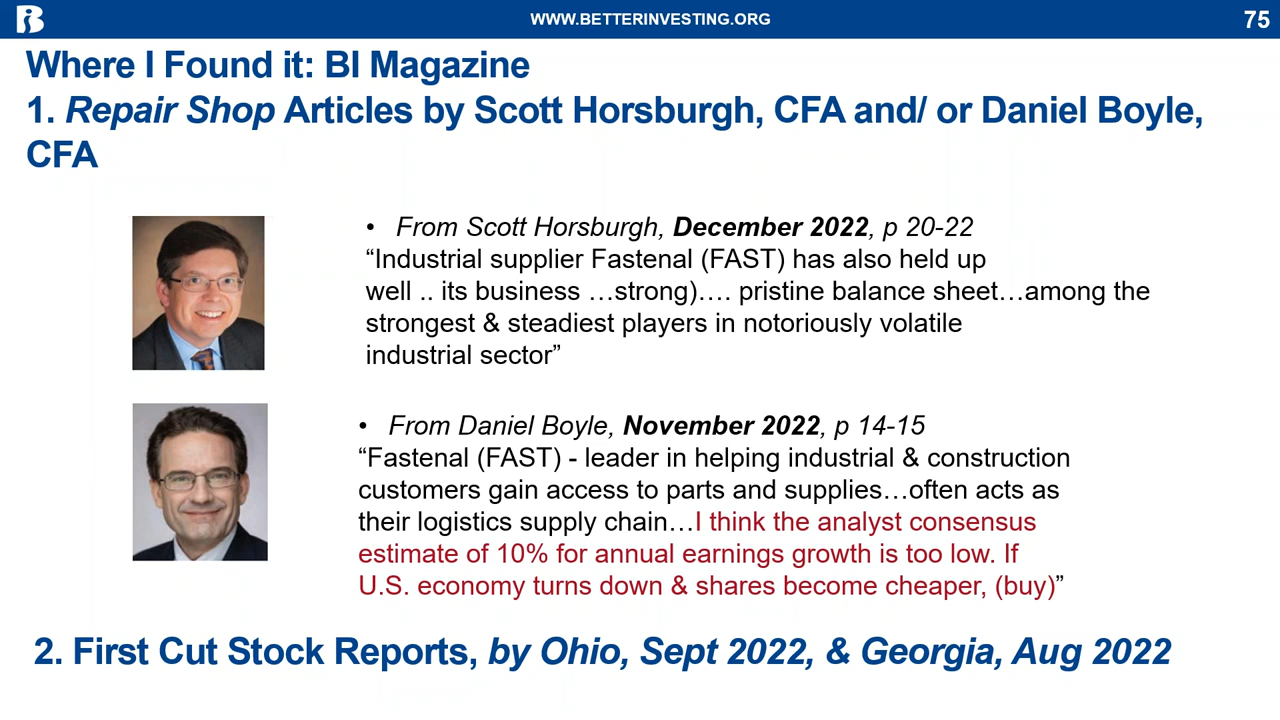 WWW.BETTERINVESTING.ORG
75
Where I Found it: BI Magazine
1. Repair Shop Articles by Scott Horsburgh, CFA and/ or Daniel Boyle,
CFA
• From Scott Horsburgh, December 2022, p 20-22
“Industrial supplier Fastenal (FAST) has also held up
well .. its business …strong)…. pristine balance sheet…among the
strongest & steadiest players in notoriously volatile
industrial sector”
• From Daniel Boyle, November 2022, p 14-15
“Fastenal (FAST) - leader in helping industrial & construction
customers gain access to parts and supplies…often acts as
their logistics supply chain…I think the analyst consensus
estimate of 10% for annual earnings growth is too low. If
U.S. economy turns down & shares become cheaper, (buy)”
2. First Cut Stock Reports, by Ohio, Sept 2022, & Georgia, Aug 2022